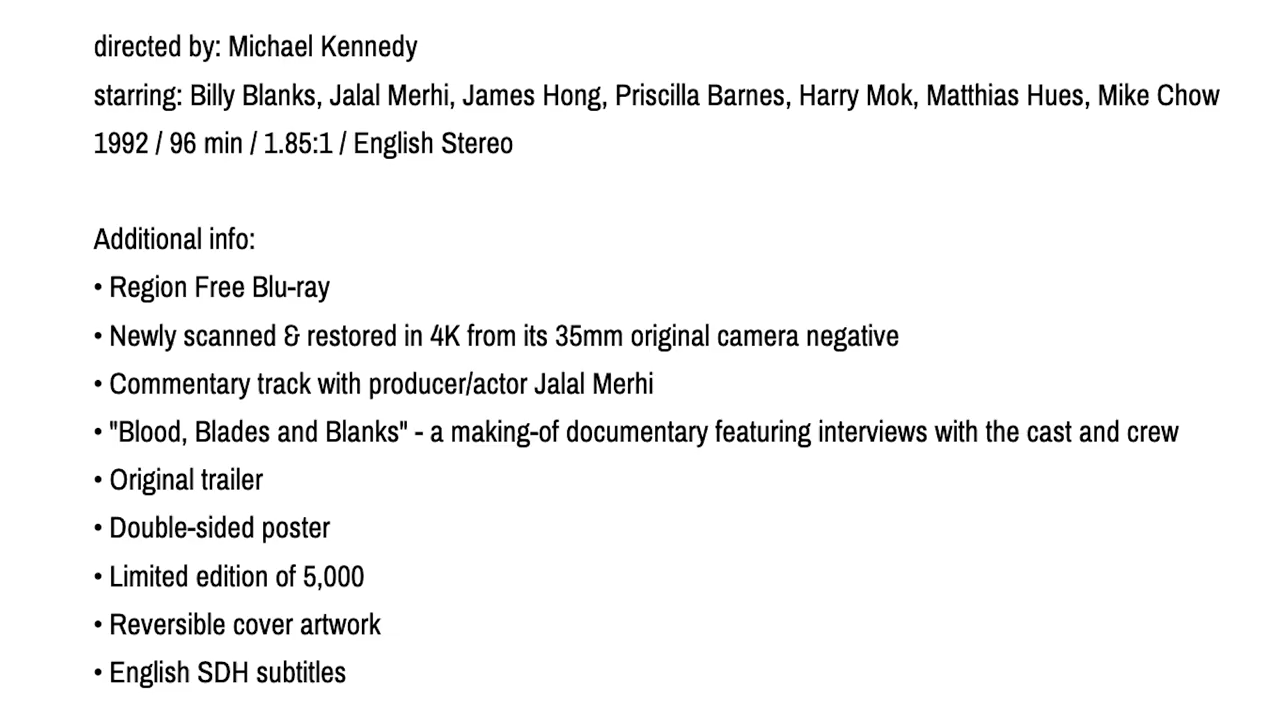 directed by: Michael Kennedy
starring: Billy Blanks, Jalal Merhi, James Hong, Priscilla Barnes, Harry Mok, Matthias Hues, Mike Chow
1992 / 96 min / 1.85:1 / English Stereo
Additional info:
• Region Free Blu-ray
• Newly scanned & restored in 4K from its 35mm original camera negative
• Commentary track with producer/actor Jalal Merhi
• "Blood, Blades and Blanks" - a making-of documentary featuring interviews with the cast and crew
• Original trailer
• Double-sided poster
• Limited edition of 5,000
• Reversible cover artwork
• English SDH subtitles